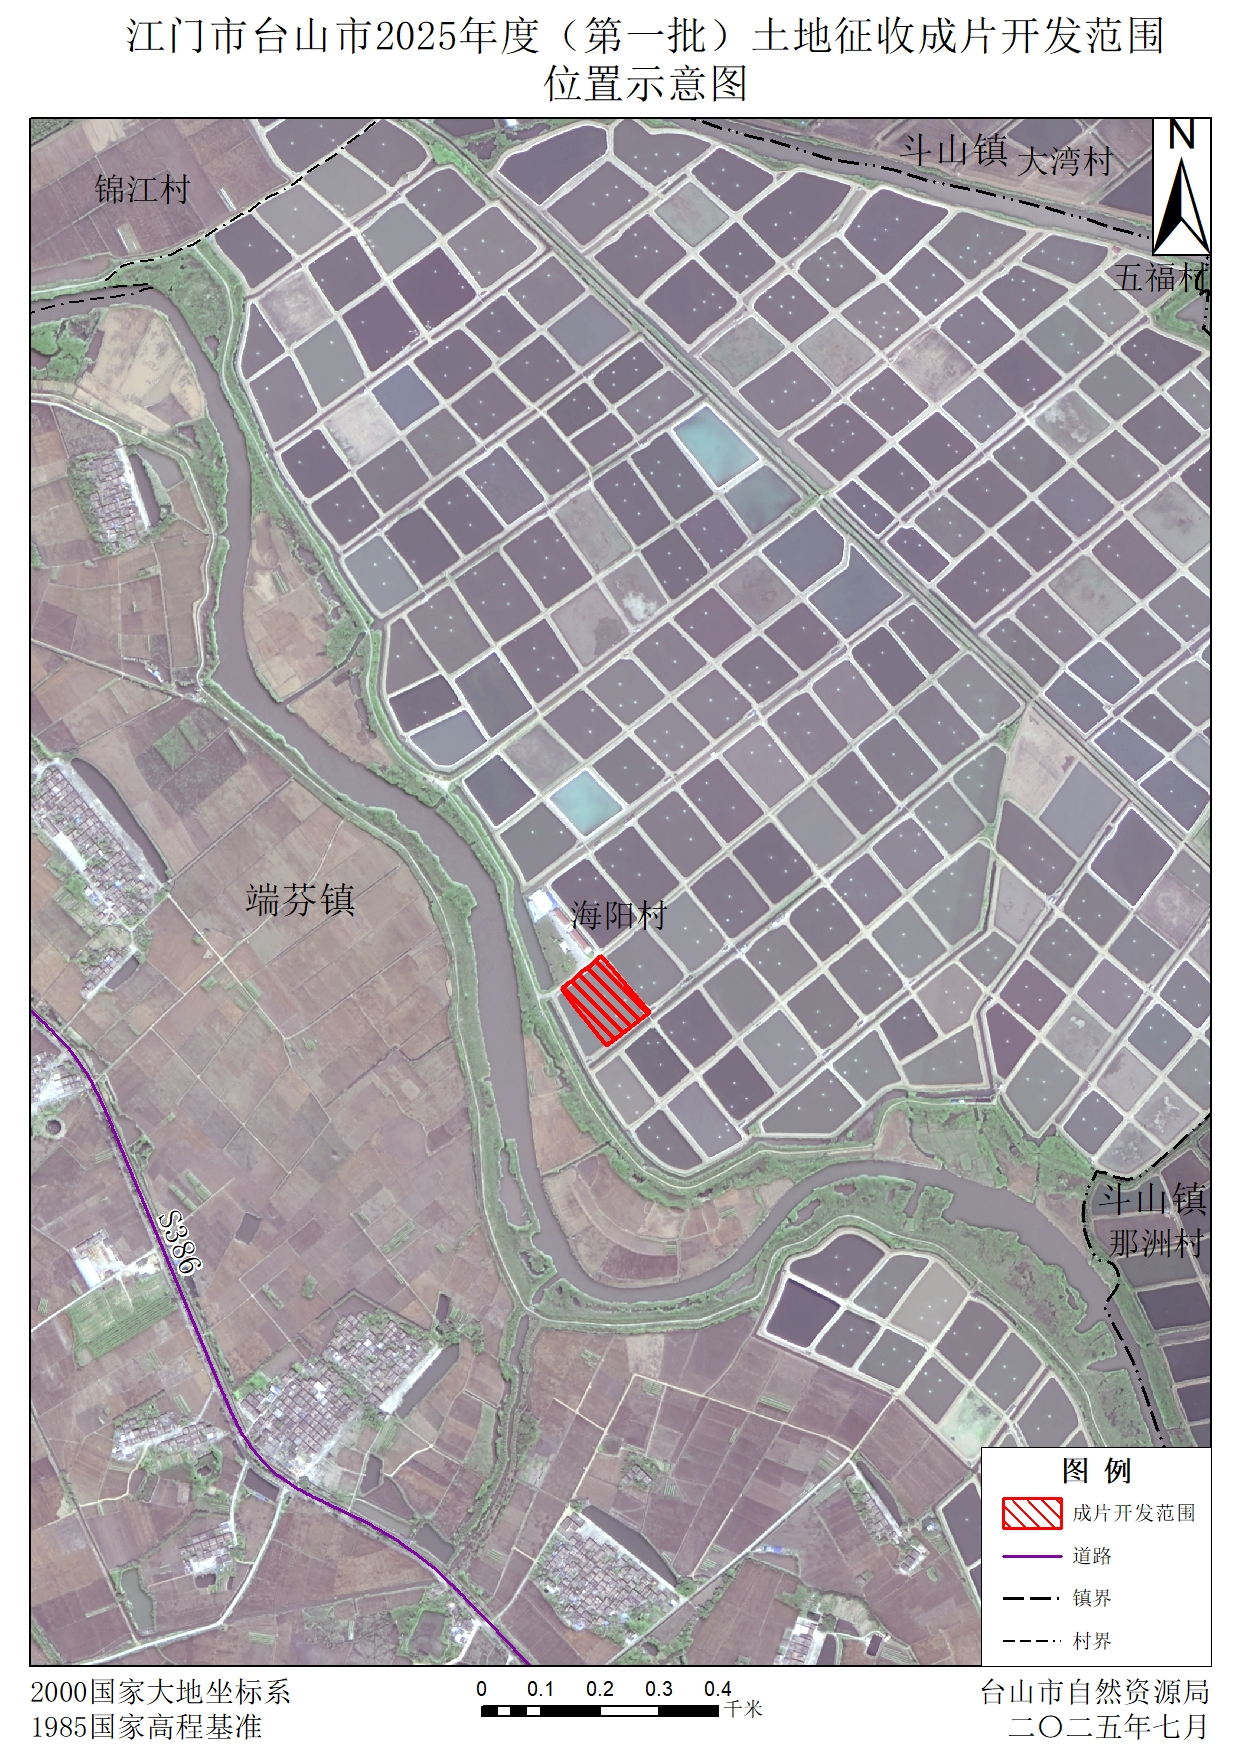 江门市台山市2025年度（第一批）土地征收成片开发范围
位置示意图
N
斗山镇
大湾村
锦江村
五福村
端芬镇
海阳村
斗山镇
那洲村
S386
图 例
成片开发范围
道路
镇界
村界
2000国家大地坐标系
1985国家高程基准
0 0.1 0.2 0.3 0.4
千米
台山市自然资源局
二〇二五年七月